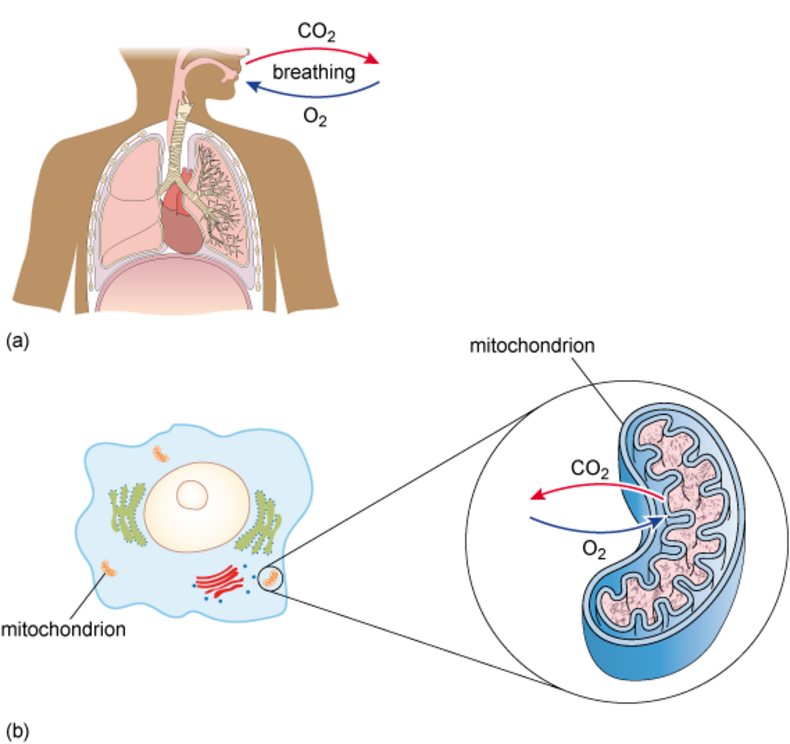 CO₂
breathing
O₂
(a)
mitochondrion
CO₂
O₂
mitochondrion
(b)